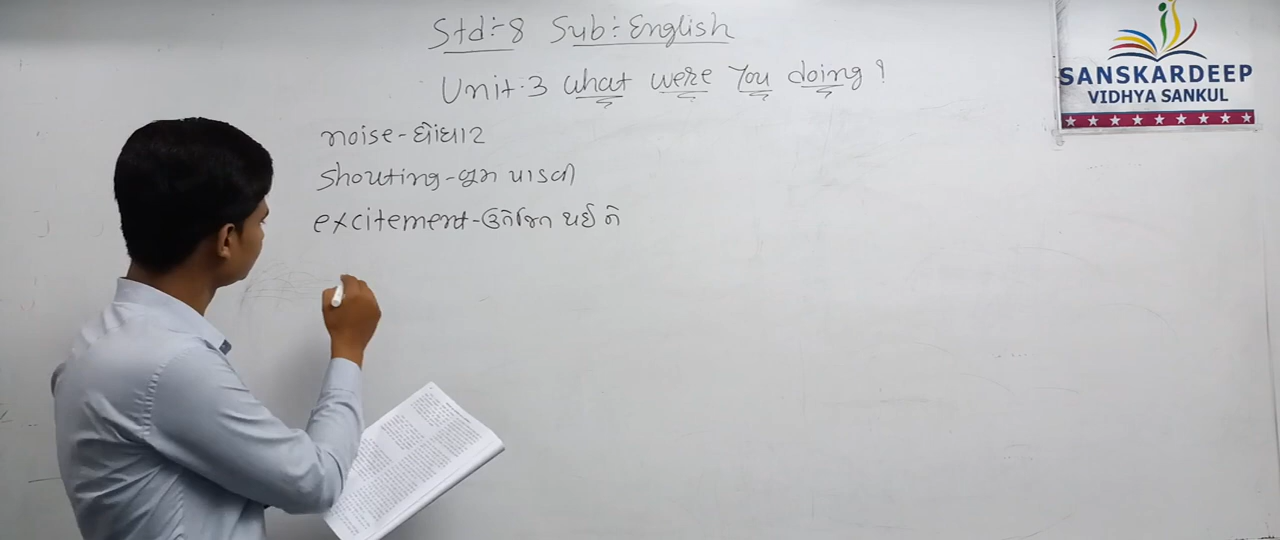 Std:- 8 Sub:- English
Unit-3 What were you doing?
noise - ઘોંઘાટ
Shouting - બૂમ પાડવી
excitement - ઉત્તેજિત થઈ ને
SANSKARDEEP
VIDHYA SANKUL